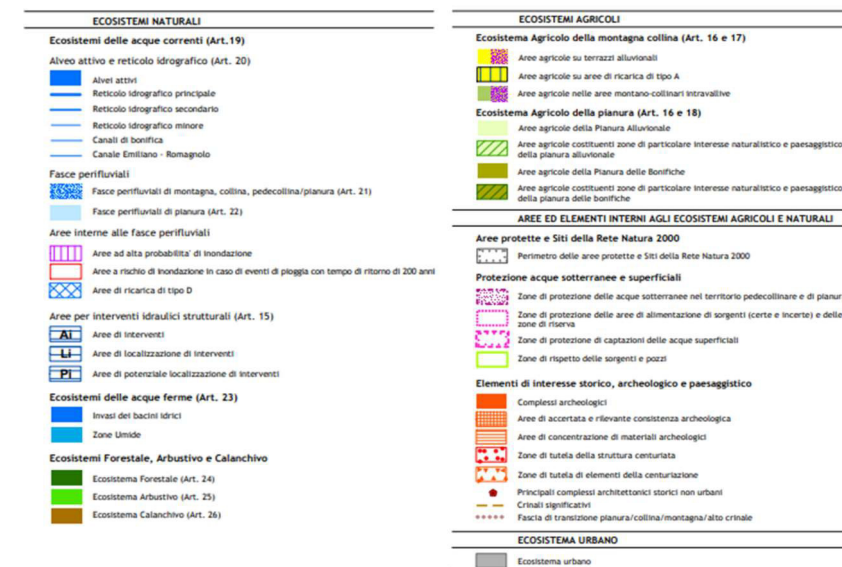 ECOSISTEMI NATURALI
Ecosistemi delle acque correnti (Art.19)
Alveo attivo e reticolo idrografico (Art. 20)
Alvei attivi
Reticolo idrografico principale
Reticolo idrografico secondario
Reticolo idrografico minore
Canali di bonifica
Canale Emiliano - Romagnolo
Fasce perifluviali
Fasce perifluviali di montagna, collina, pedecollina/pianura (Art. 21)
Fasce perifluviali di pianura (Art. 22)
Aree interne alle fasce perifluviali
Aree ad alta probabilita' di inondazione
Aree a rischio di inondazione in caso di eventi di pioggia con tempo di ritorno di 200 anni
Aree di ricarica di tipo D
Aree per interventi idraulici strutturali (Art. 15)
Ai Aree di interventi
Li Aree di localizzazione di interventi
Pi Aree di potenziale localizzazione di interventi
Ecosistemi delle acque ferme (Art. 23)
Invasi dei bacini idrici
Zone Umide
Ecosistemi Forestale, Arbustivo e Calanchivo
Ecosistema Forestale (Art. 24)
Ecosistema Arbustivo (Art. 25)
Ecosistema Calanchivo (Art. 26)
ECOSISTEMI AGRICOLI
Ecosistema Agricolo della montagna collina (Art. 16 e 17)
Aree agricole su terrazzi alluvionali
Aree agricole su aree di ricarica di tipo A
Aree agricole nelle aree montano-collinari intravallive
Ecosistema Agricolo della pianura (Art. 16 e 18)
Aree agricole della Pianura Alluvionale
Aree agricole costituenti zone di particolare interesse naturalistico e paesaggistico
della pianura alluvionale
Aree agricole della Pianura delle Bonifiche
Aree agricole costituenti zone di particolare interesse naturalistico e paesaggistico
della pianura delle bonifiche
AREE ED ELEMENTI INTERNI AGLI ECOSISTEMI AGRICOLI E NATURALI
Aree protette e Siti della Rete Natura 2000
Perimetro delle aree protette e Siti della Rete Natura 2000
Protezione acque sotterranee e superficiali
Zone di protezione delle acque sotterranee nel territorio pedecollinare e di pianur
Zone di protezione delle aree di alimentazione di sorgenti (certe e incerte) e delle
zone di riserva
Zone di protezione di captazioni delle acque superficiali
Zone di rispetto delle sorgenti e pozzi
Elementi di interesse storico, archeologico e paesaggistico
Complessi archeologici
Aree di accertata e rilevante consistenza archeologica
Aree di concentrazione di materiali archeologici
Zone di tutela della struttura centuriata
Zone di tutela di elementi della centuriazione
Principali complessi architettonici storici non urbani
Crinali significativi
Fascia di transizione pianura/collina/montagna/alto crinale
ECOSISTEMA URBANO
Ecosistema urbano